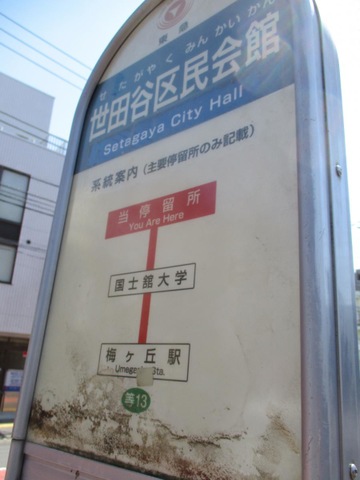 東急
せたがやく みんかいかん
世田谷区民会館
Setagaya City Hall
系統案内（主要停留所のみ記載）
当停留所
You Are Here
国士舘大学
梅ヶ丘駅
Sta.
等13